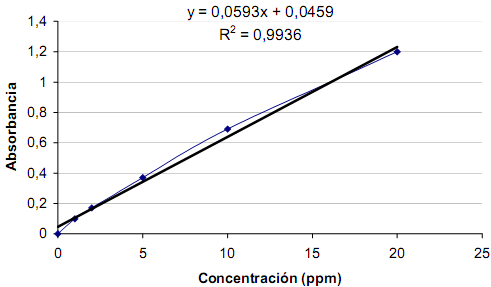 y = 0,0593x + 0,0459
R² = 0,9936
1,4
1,2
1
0,8
0,6
0,4
0,2
0
Absorbancia
0 5 10 15 20 25
Concentración (ppm)